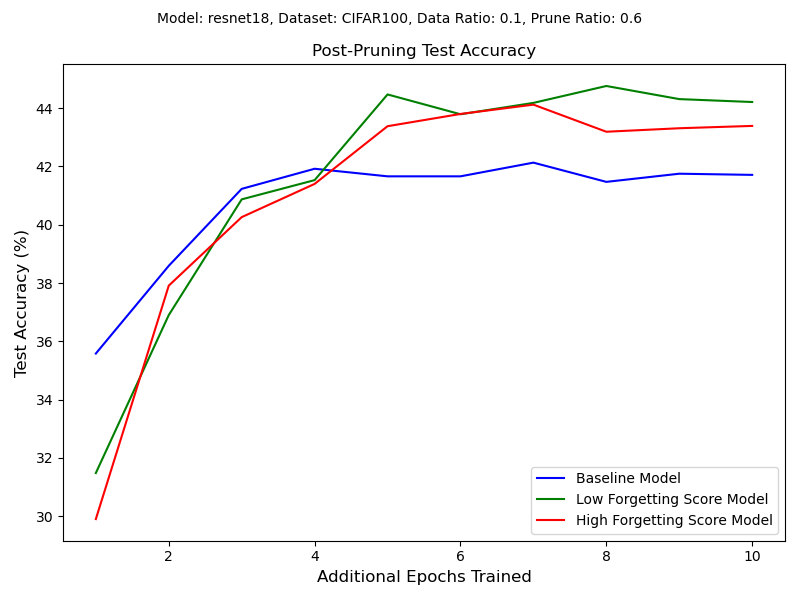 Model: resnet18, Dataset: CIFAR100, Data Ratio: 0.1, Prune Ratio: 0.6
Post-Pruning Test Accuracy
Test Accuracy (%)
44
42
40
38
36
34
32
30
Baseline Model
Low Forgetting Score Model
High Forgetting Score Model
2 4 6 8 10
Additional Epochs Trained